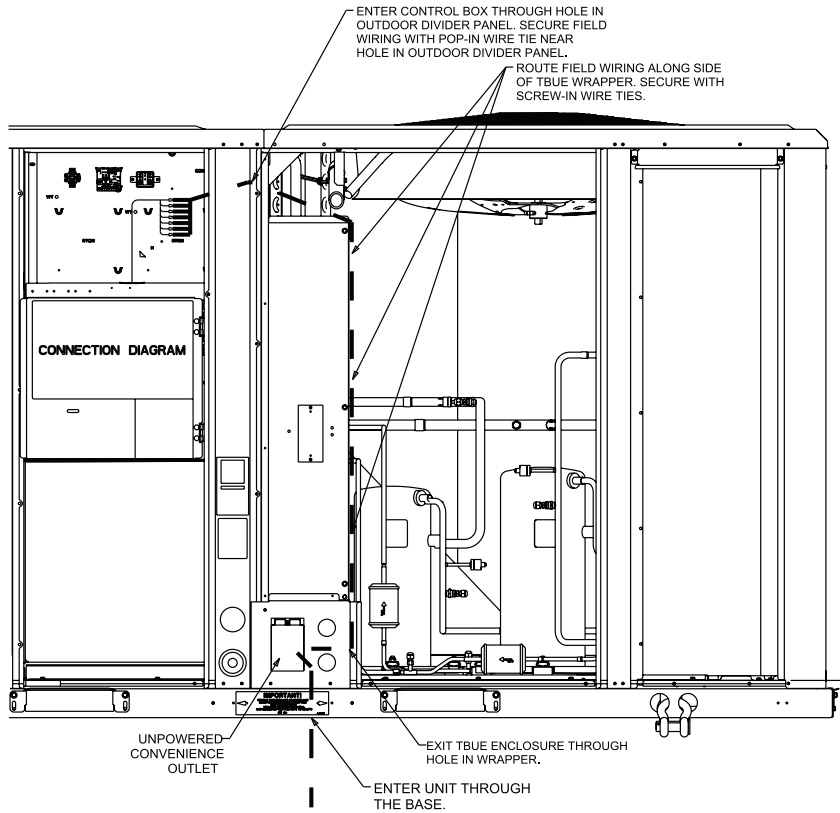 ENTER CONTROL BOX THROUGH HOLE IN
OUTDOOR DIVIDER PANEL. SECURE FIELD
WIRING WITH POP-IN WIRE TIE NEAR
HOLE IN OUTDOOR DIVIDER PANEL.
ROUTE FIELD WIRING ALONG SIDE
OF TBUE WRAPPER. SECURE WITH
SCREW-IN WIRE TIES.
CONNECTION DIAGRAM
IMPORTANT!
UNPOWERED
CONVENIENCE
OUTLET
EXIT TBUE ENCLOSURE THROUGH
HOLE IN WRAPPER.
ENTER UNIT THROUGH
THE BASE.